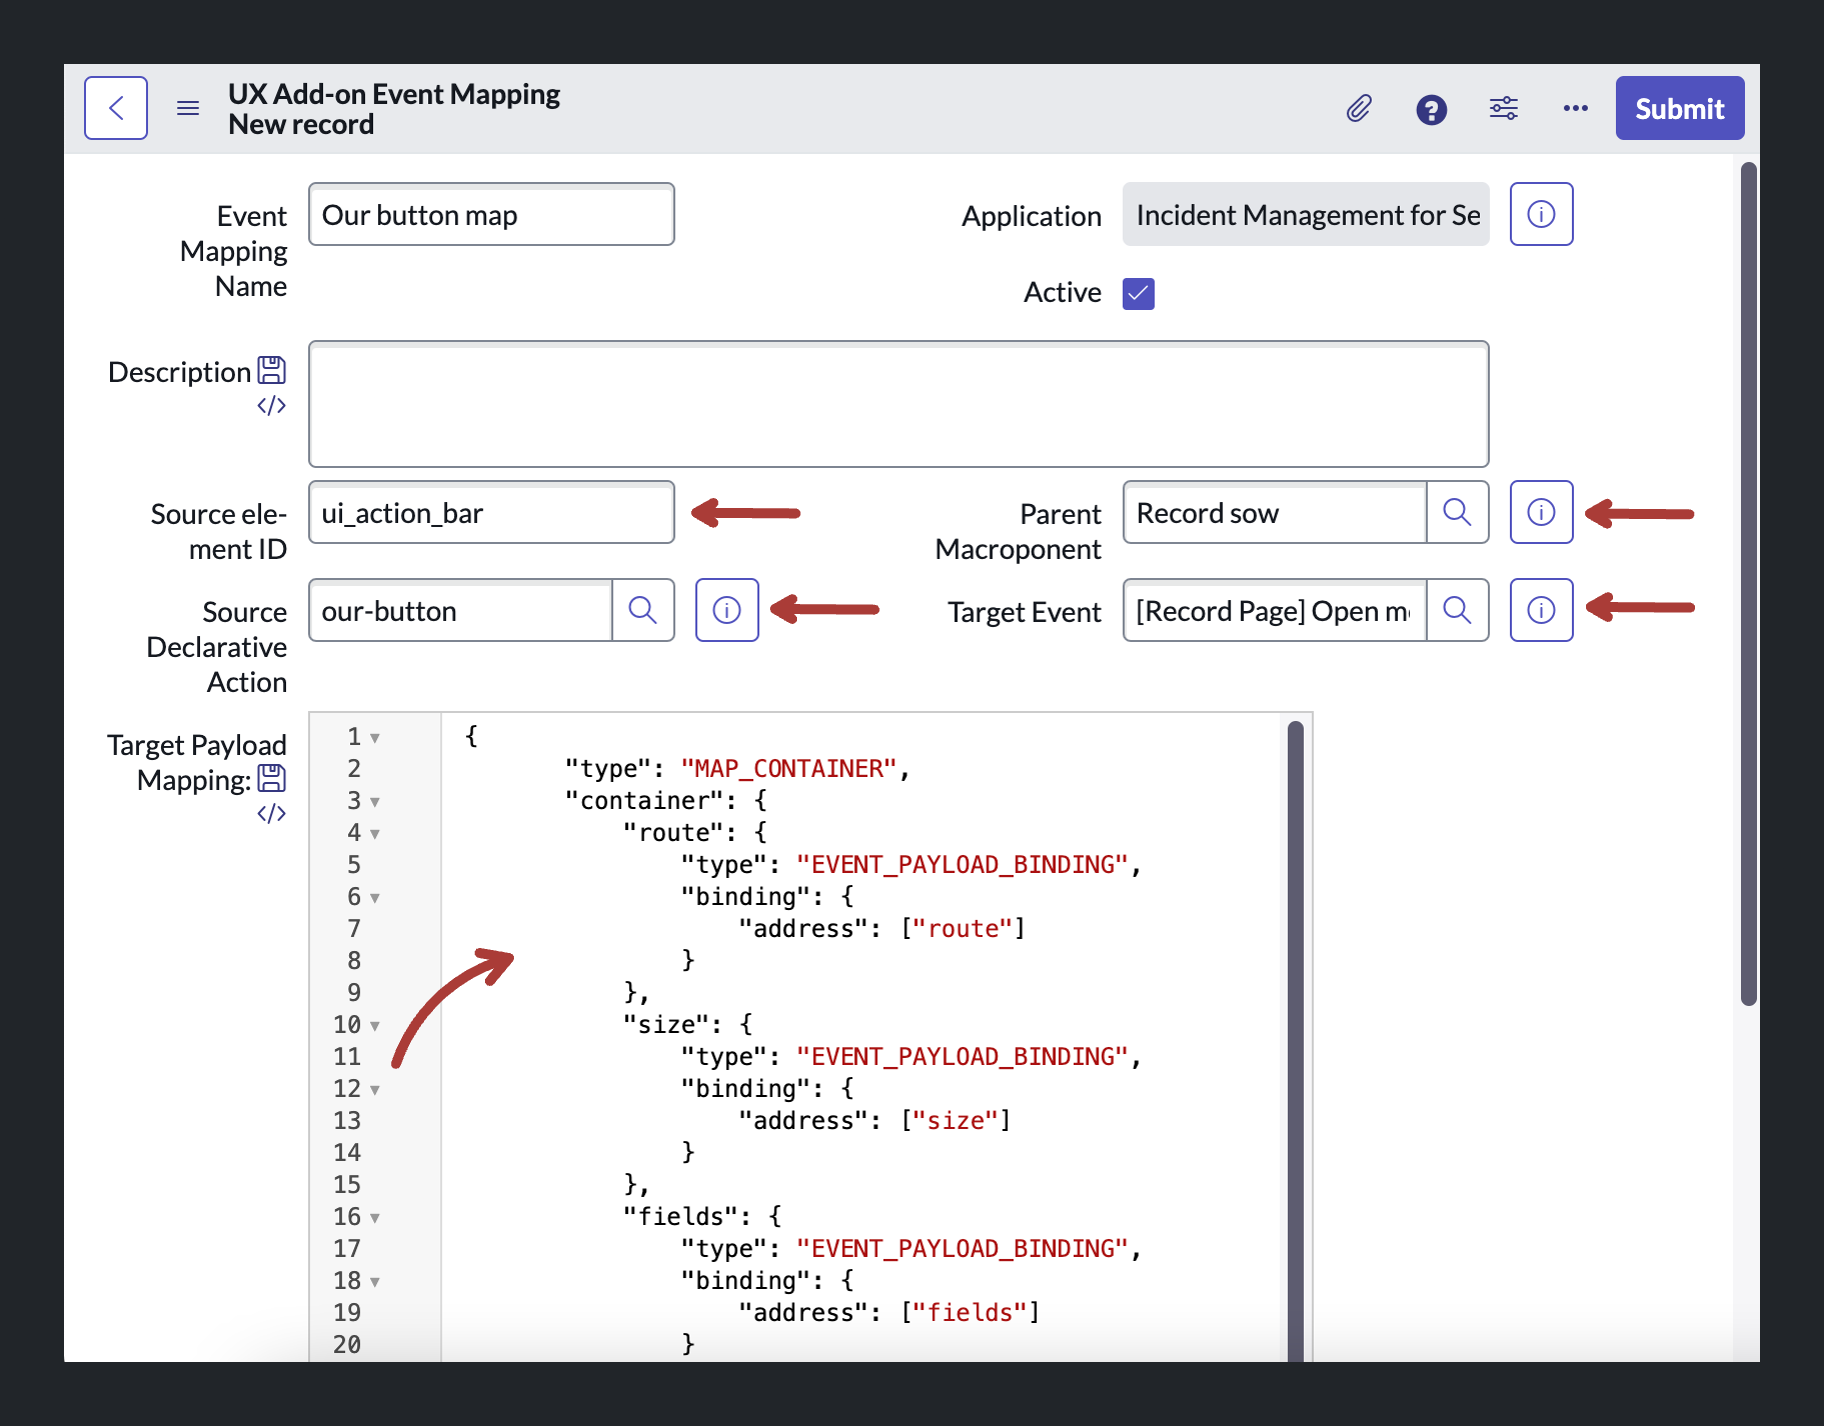 UX Add-on Event Mapping
New record
Submit
Event
Mapping
Name
Our button map
Application
Incident Management for Se
Active
Description
Source ele-
ment ID
ui_action_bar
Parent
Macroponent
Record sow
Source
Declarative
Action
our-button
Target Event
[Record Page] Open m
Target Payload
Mapping:
1 {
2 "type": "MAP_CONTAINER",
3 "container": {
4 "route": {
5 "type": "EVENT_PAYLOAD_BINDING",
6 "binding": {
7 "address": ["route"]
8 }
9 },
10 "size": {
11 "type": "EVENT_PAYLOAD_BINDING",
12 "binding": {
13 "address": ["size"]
14 }
15 },
16 "fields": {
17 "type": "EVENT_PAYLOAD_BINDING",
18 "binding": {
19 "address": ["fields"]
20 }